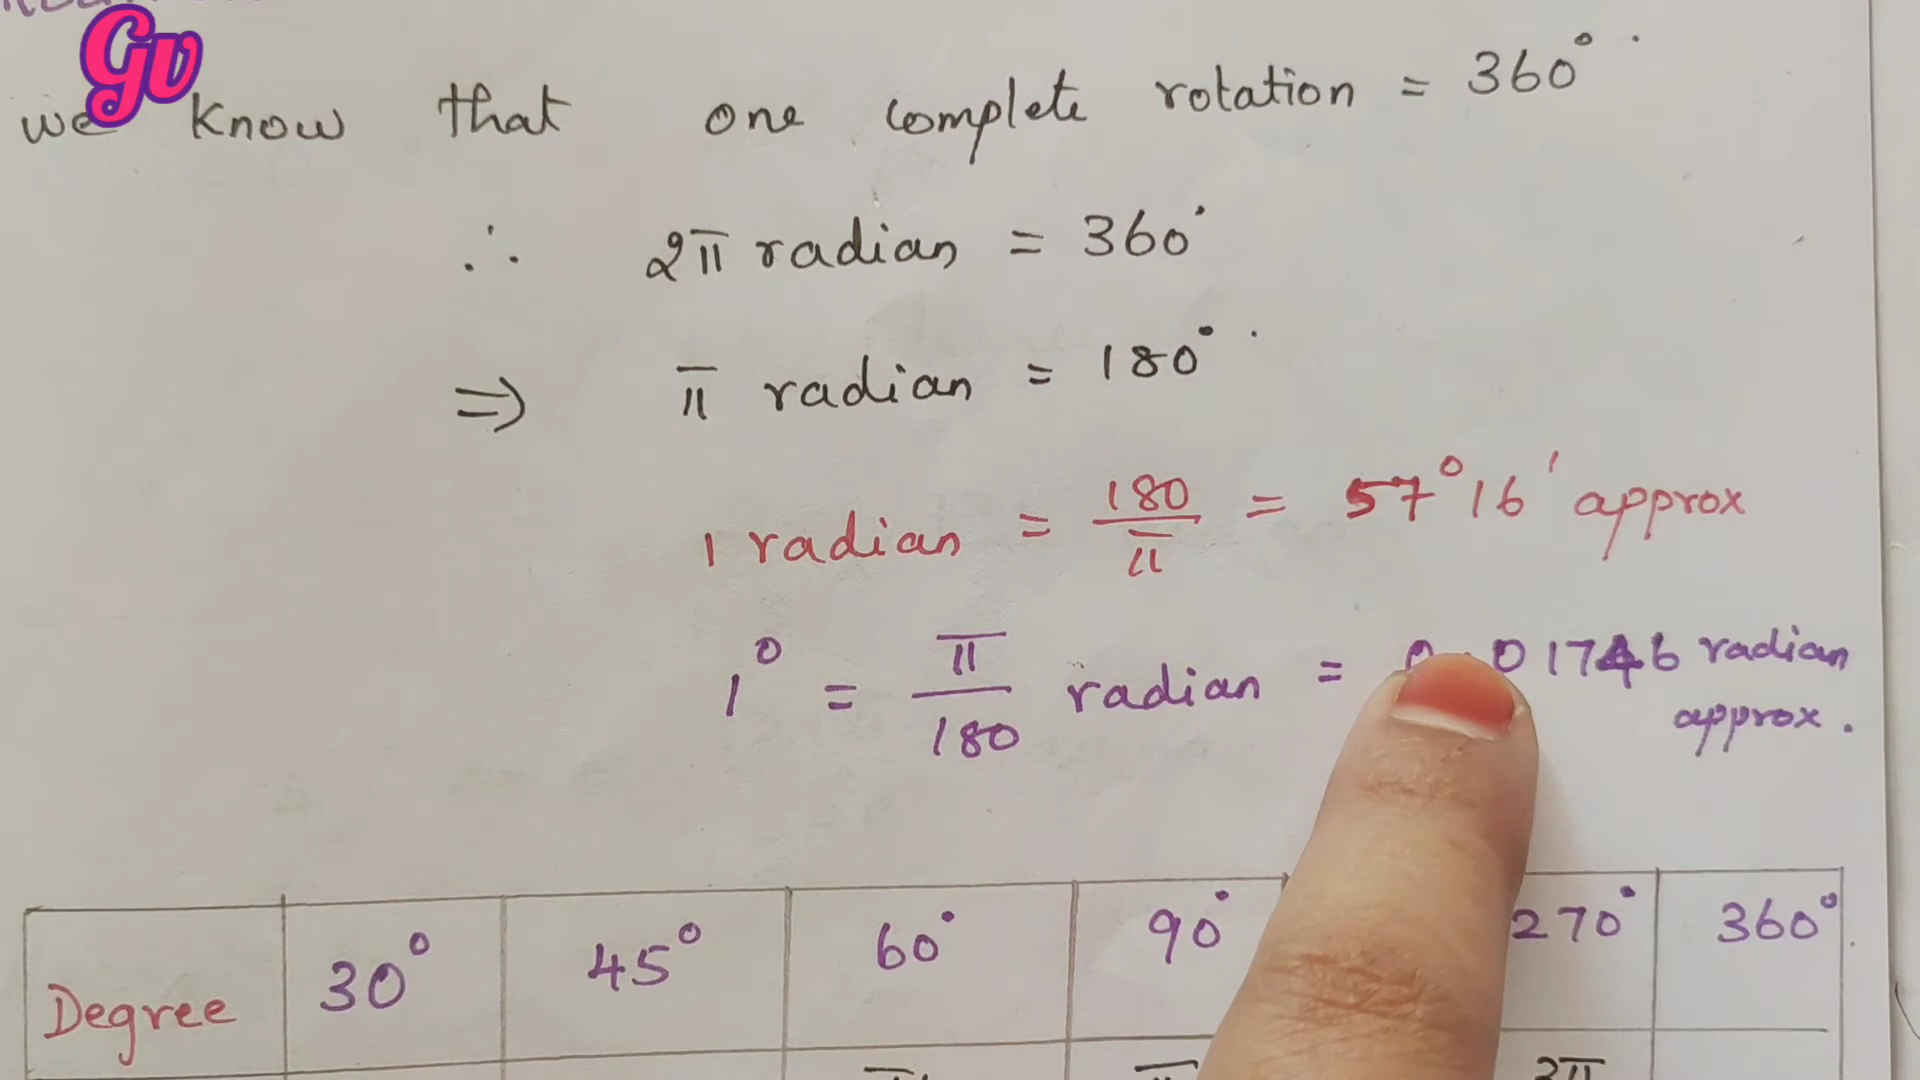 Gv
we know that one complete rotation = 360°
∴ 2π radian = 360°
⇒ π radian = 180°
1 radian = 180/π = 57°16' approx
1° = π/180 radian = 0.01746 radian
approx.
Degree 30° 45° 60° 90° 270° 360°